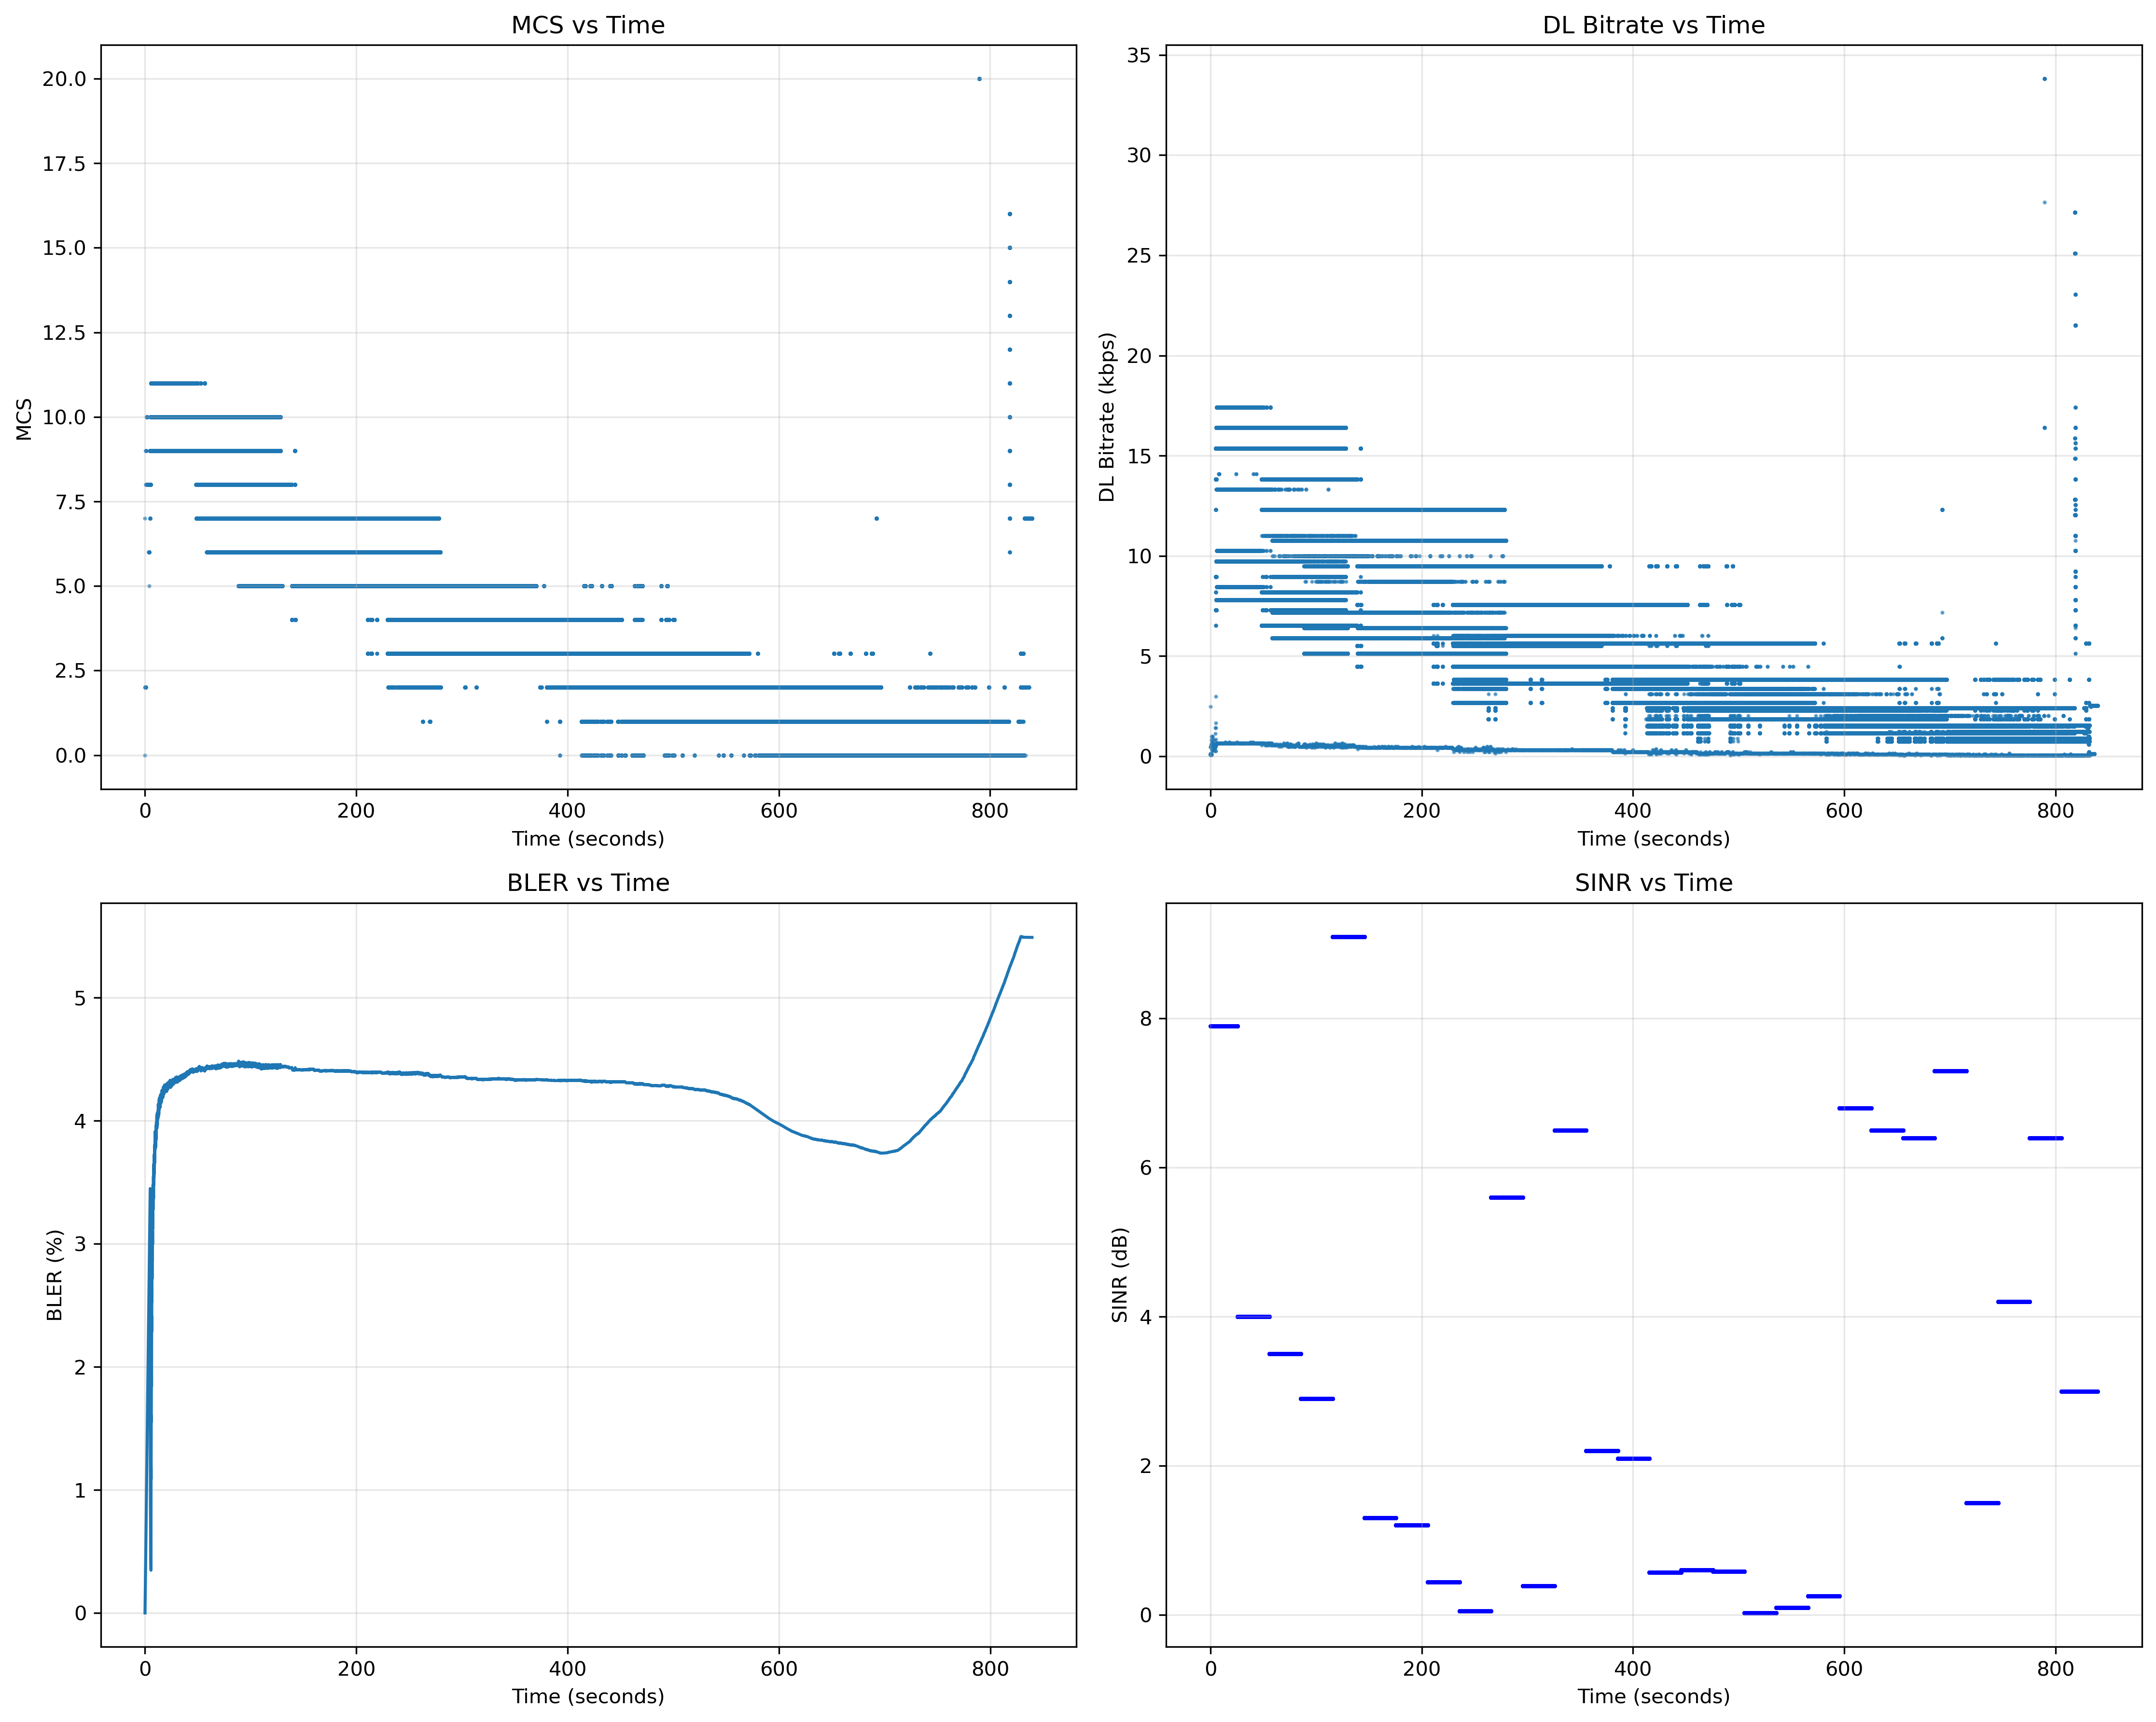 MCS vs Time
MCS
20.0
17.5
15.0
12.5
10.0
7.5
5.0
2.5
0.0
0 200 400 600 800
Time (seconds)
DL Bitrate vs Time
DL Bitrate (kbps)
35
30
25
20
15
10
5
0
0 200 400 600 800
Time (seconds)
BLER vs Time
BLER (%)
5
4
3
2
1
0
0 200 400 600 800
Time (seconds)
SINR vs Time
SINR (dB)
8
6
4
2
0
0 200 400 600 800
Time (seconds)